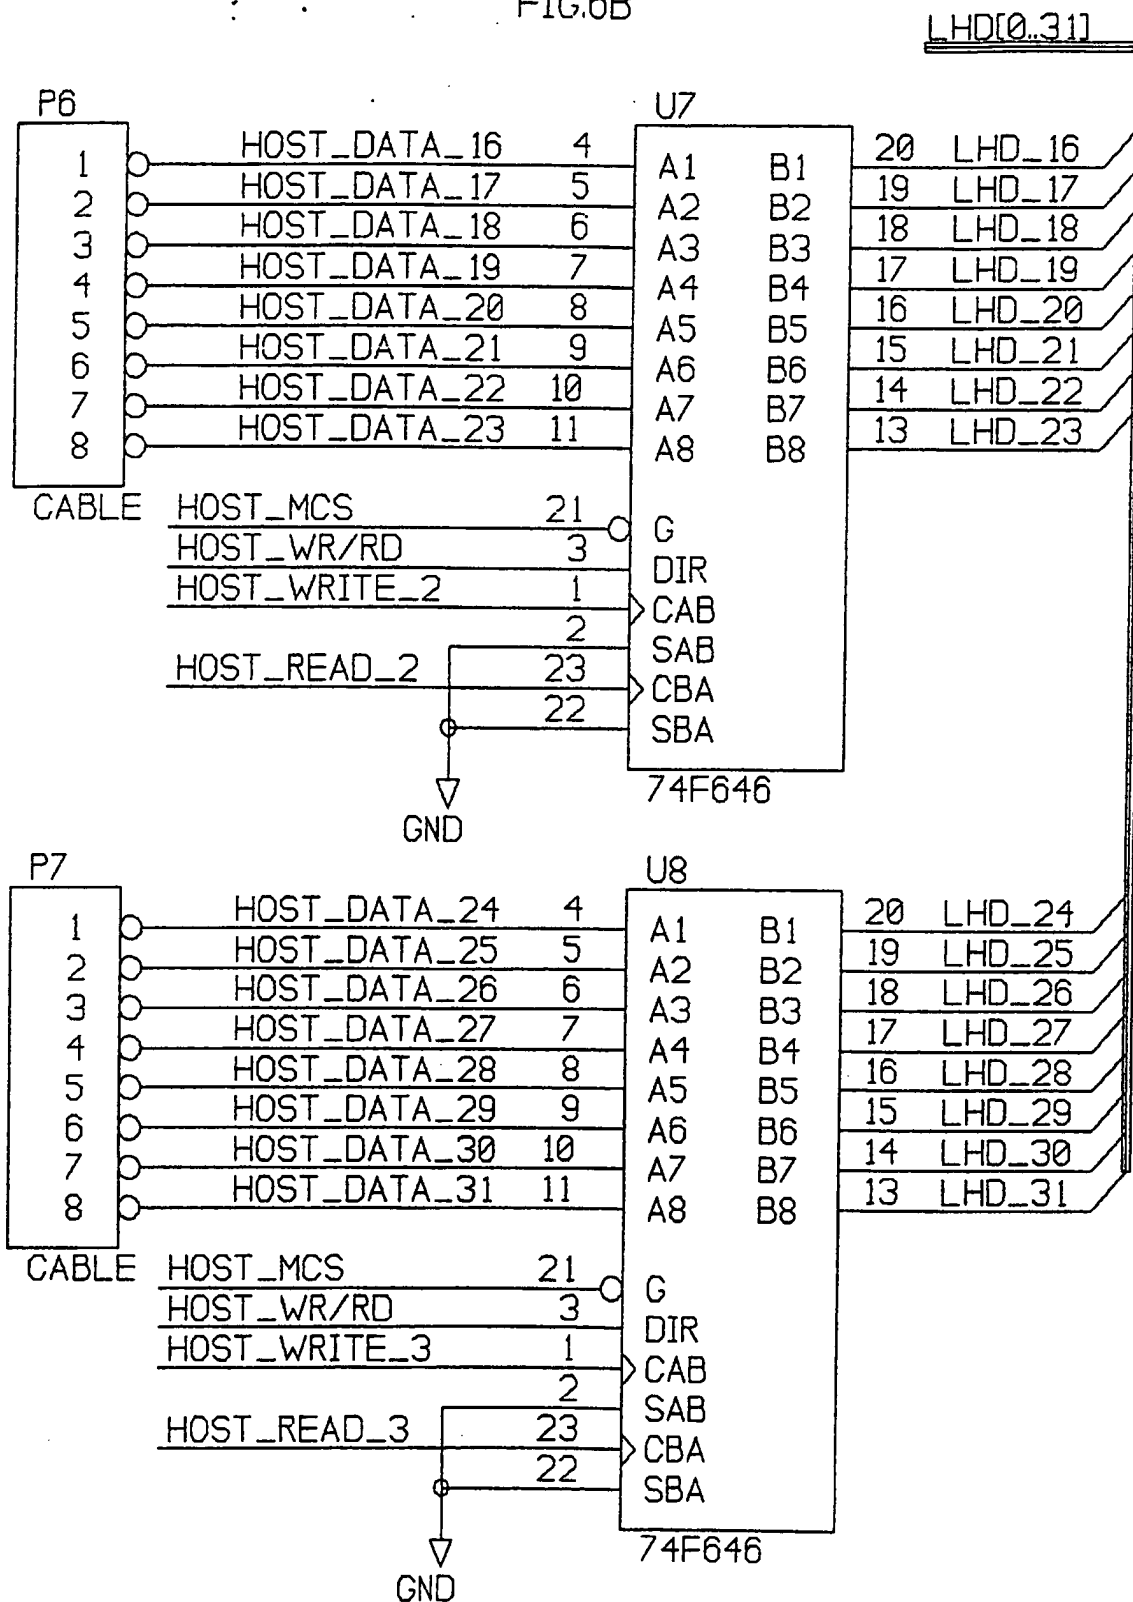 FIG.6B
LHD[0..31]
P6 U7
1 HOST_DATA_16 4 A1 B1 20 LHD_16
2 HOST_DATA_17 5 A2 B2 19 LHD_17
3 HOST_DATA_18 6 A3 B3 18 LHD_18
4 HOST_DATA_19 7 A4 B4 17 LHD_19
5 HOST_DATA_20 8 A5 B5 16 LHD_20
6 HOST_DATA_21 9 A6 B6 15 LHD_21
7 HOST_DATA_22 10 A7 B7 14 LHD_22
8 HOST_DATA_23 11 A8 B8 13 LHD_23
CABLE HOST_MCS 21 G
HOST_WR/RD 3 DIR
HOST_WRITE_2 1 CAB
2 SAB
HOST_READ_2 23 CBA
22 SBA
74F646
GND
P7 U8
1 HOST_DATA_24 4 A1 B1 20 LHD_24
2 HOST_DATA_25 5 A2 B2 19 LHD_25
3 HOST_DATA_26 6 A3 B3 18 LHD_26
4 HOST_DATA_27 7 A4 B4 17 LHD_27
5 HOST_DATA_28 8 A5 B5 16 LHD_28
6 HOST_DATA_29 9 A6 B6 15 LHD_29
7 HOST_DATA_30 10 A7 B7 14 LHD_30
8 HOST_DATA_31 11 A8 B8 13 LHD_31
CABLE HOST_MCS 21 G
HOST_WR/RD 3 DIR
HOST_WRITE_3 1 CAB
2 SAB
HOST_READ_3 23 CBA
22 SBA
74F646
GND